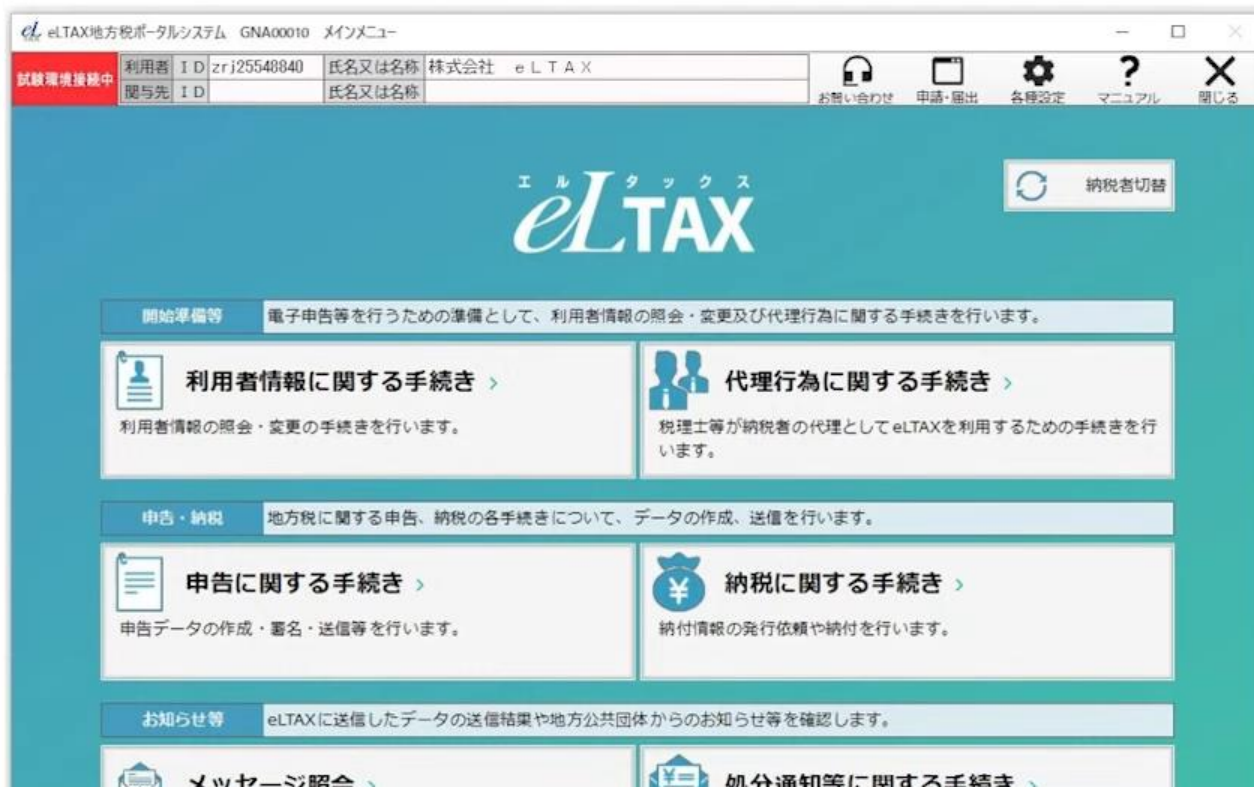 eLTAX地方税ポータルシステム GNA00010 メインメニュー
試験環境接続中
利用者 ID zrj25548840 氏名又は名称 株式会社 eLTAX
関与先 ID 氏名又は名称
お問い合わせ 申請・届出 各種設定 マニュアル 閉じる
エルタックス
eLTAX
納税者切替
開始準備等 電子申告等を行うための準備として、利用者情報の照会・変更及び代理行為に関する手続きを行います。
利用者情報に関する手続き
利用者情報の照会・変更の手続きを行います。
代理行為に関する手続き
税理士等が納税者の代理としてeLTAXを利用するための手続きを行
います。
申告・納税 地方税に関する申告、納税の各手続きについて、データの作成、送信を行います。
申告に関する手続き
申告データの作成・署名・送信等を行います。
納税に関する手続き
納付情報の発行依頼や納付を行います。
お知らせ等 eLTAXに送信したデータの送信結果や地方公共団体からのお知らせ等を確認します。
メッセージ照会
処分通知等に関する手続き